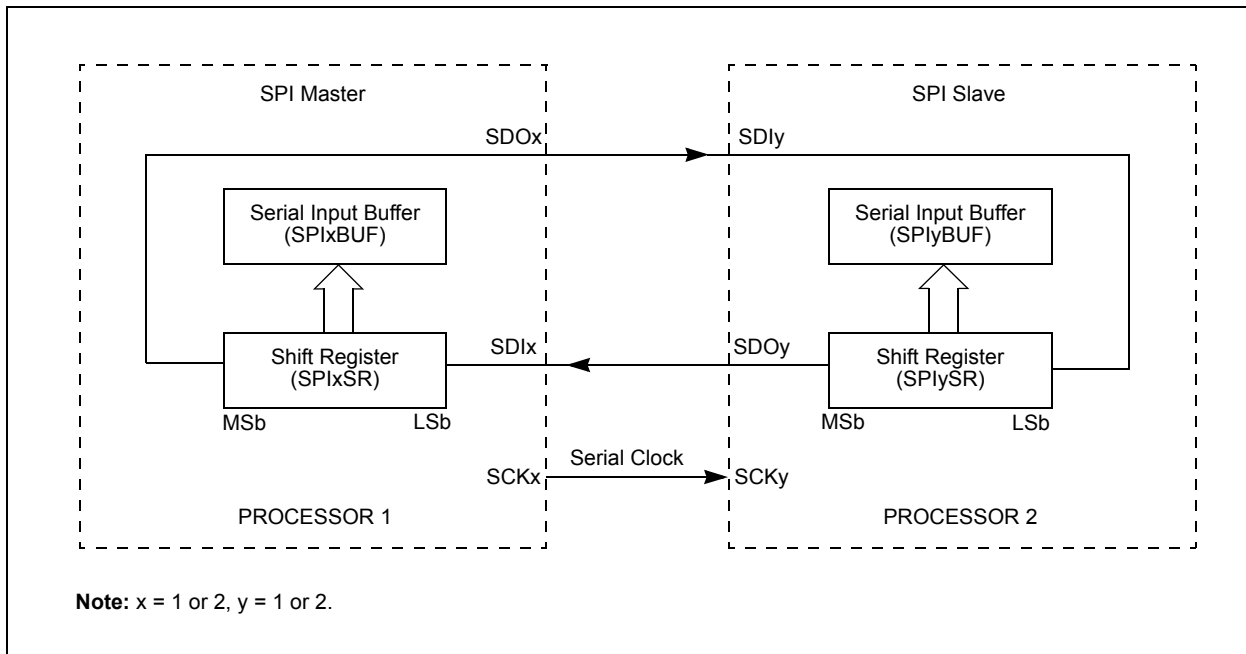 SPI Master
SPI Slave
SDOx
SDIy
Serial Input Buffer
(SPIxBUF)
Serial Input Buffer
(SPIyBUF)
SDIx
SDOy
Shift Register
(SPIxSR)
Shift Register
(SPIySR)
MSb
LSb
MSb
LSb
Serial Clock
SCKx
SCKy
PROCESSOR 1
PROCESSOR 2
Note: x = 1 or 2, y = 1 or 2.